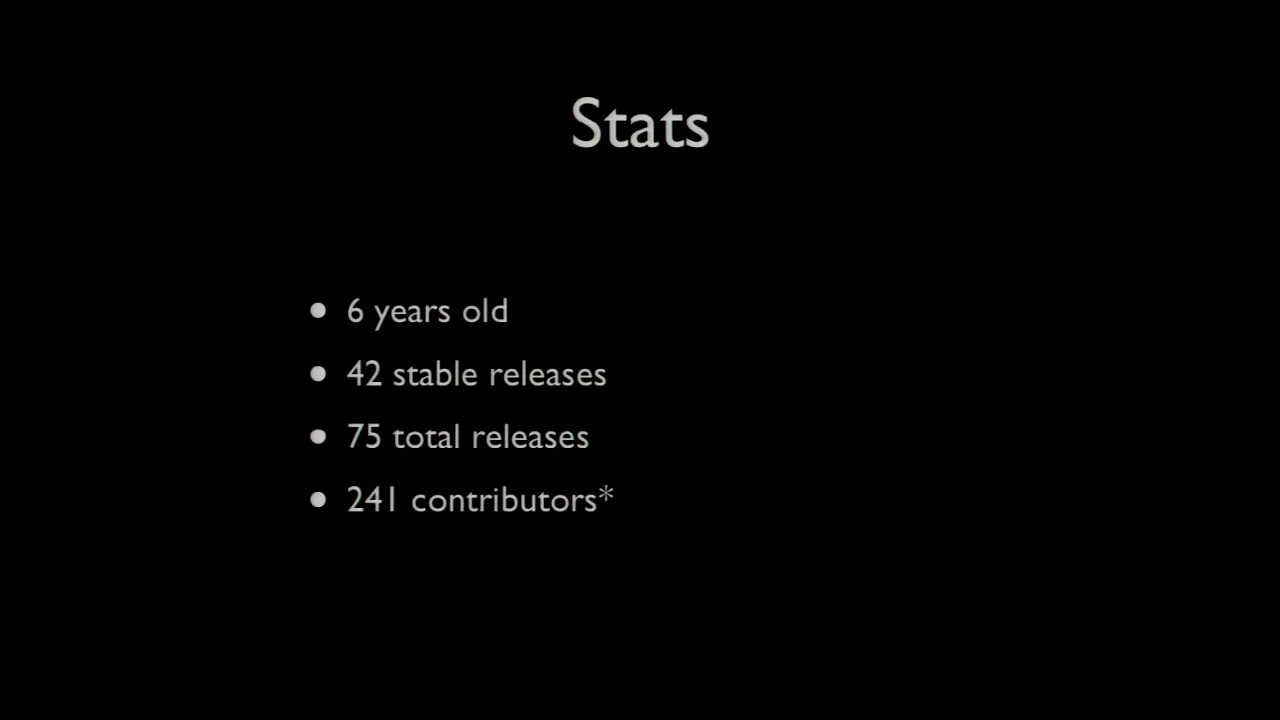 Stats
• 6 years old
• 42 stable releases
• 75 total releases
• 241 contributors*